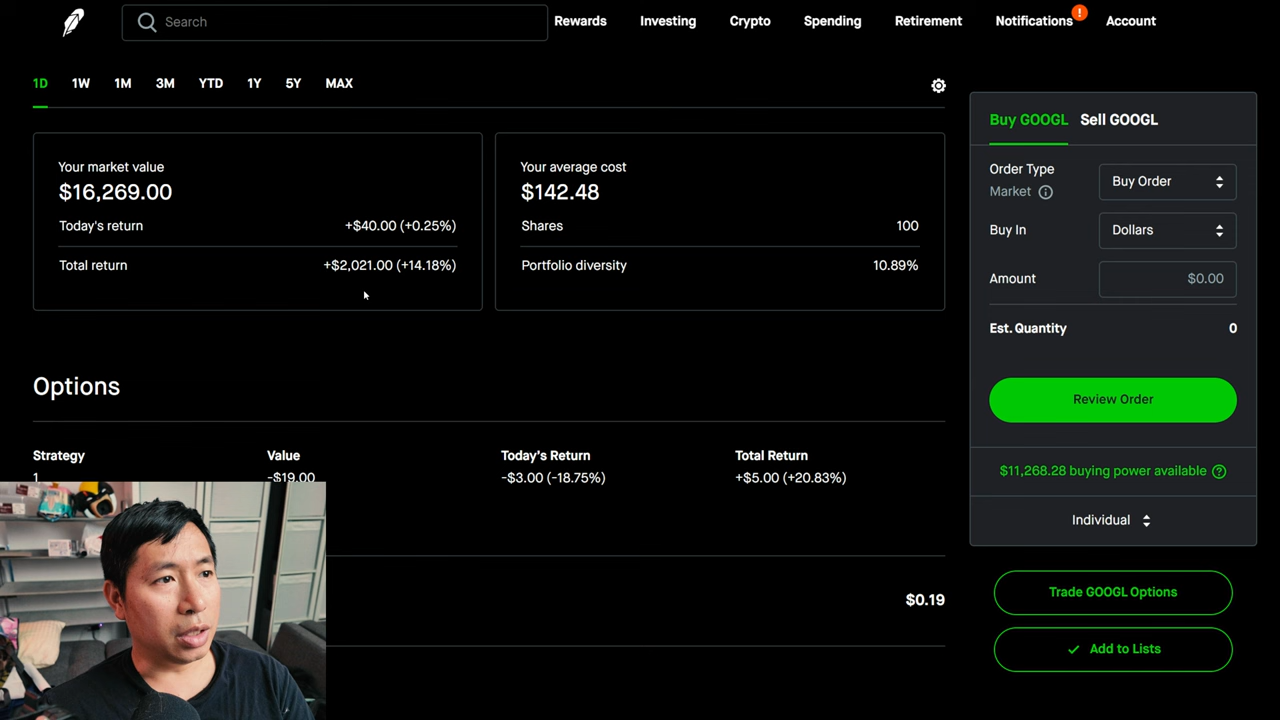 Search
Rewards Investing Crypto Spending Retirement Notifications ! Account
1D 1W 1M 3M YTD 1Y 5Y MAX
Your market value
$16,269.00
Today's return +$40.00 (+0.25%)
Total return +$2,021.00 (+14.18%)
Your average cost
$142.48
Shares 100
Portfolio diversity 10.89%
Options
Strategy Value Today's Return Total Return
1 -$19.00 -$3.00 (-18.75%) +$5.00 (+20.83%)
$0.19
Buy GOOGL Sell GOOGL
Order Type
Market
Buy Order
Buy In Dollars
Amount $0.00
Est. Quantity 0
Review Order
$11,268.28 buying power available
Individual
Trade GOOGL Options
Add to Lists